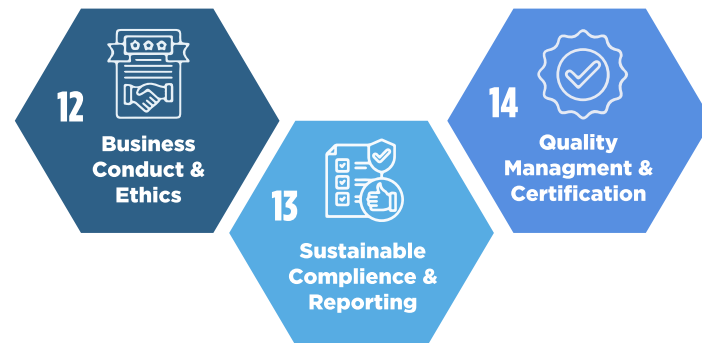 12
Business
Conduct &
Ethics
13
Sustainable
Complience &
Reporting
14
Quality
Managment &
Certification